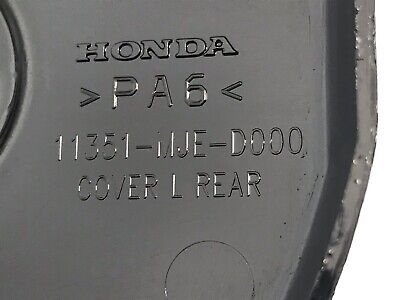 HONDA
>PA6<
11351-MJE-D000
COVER L REAR